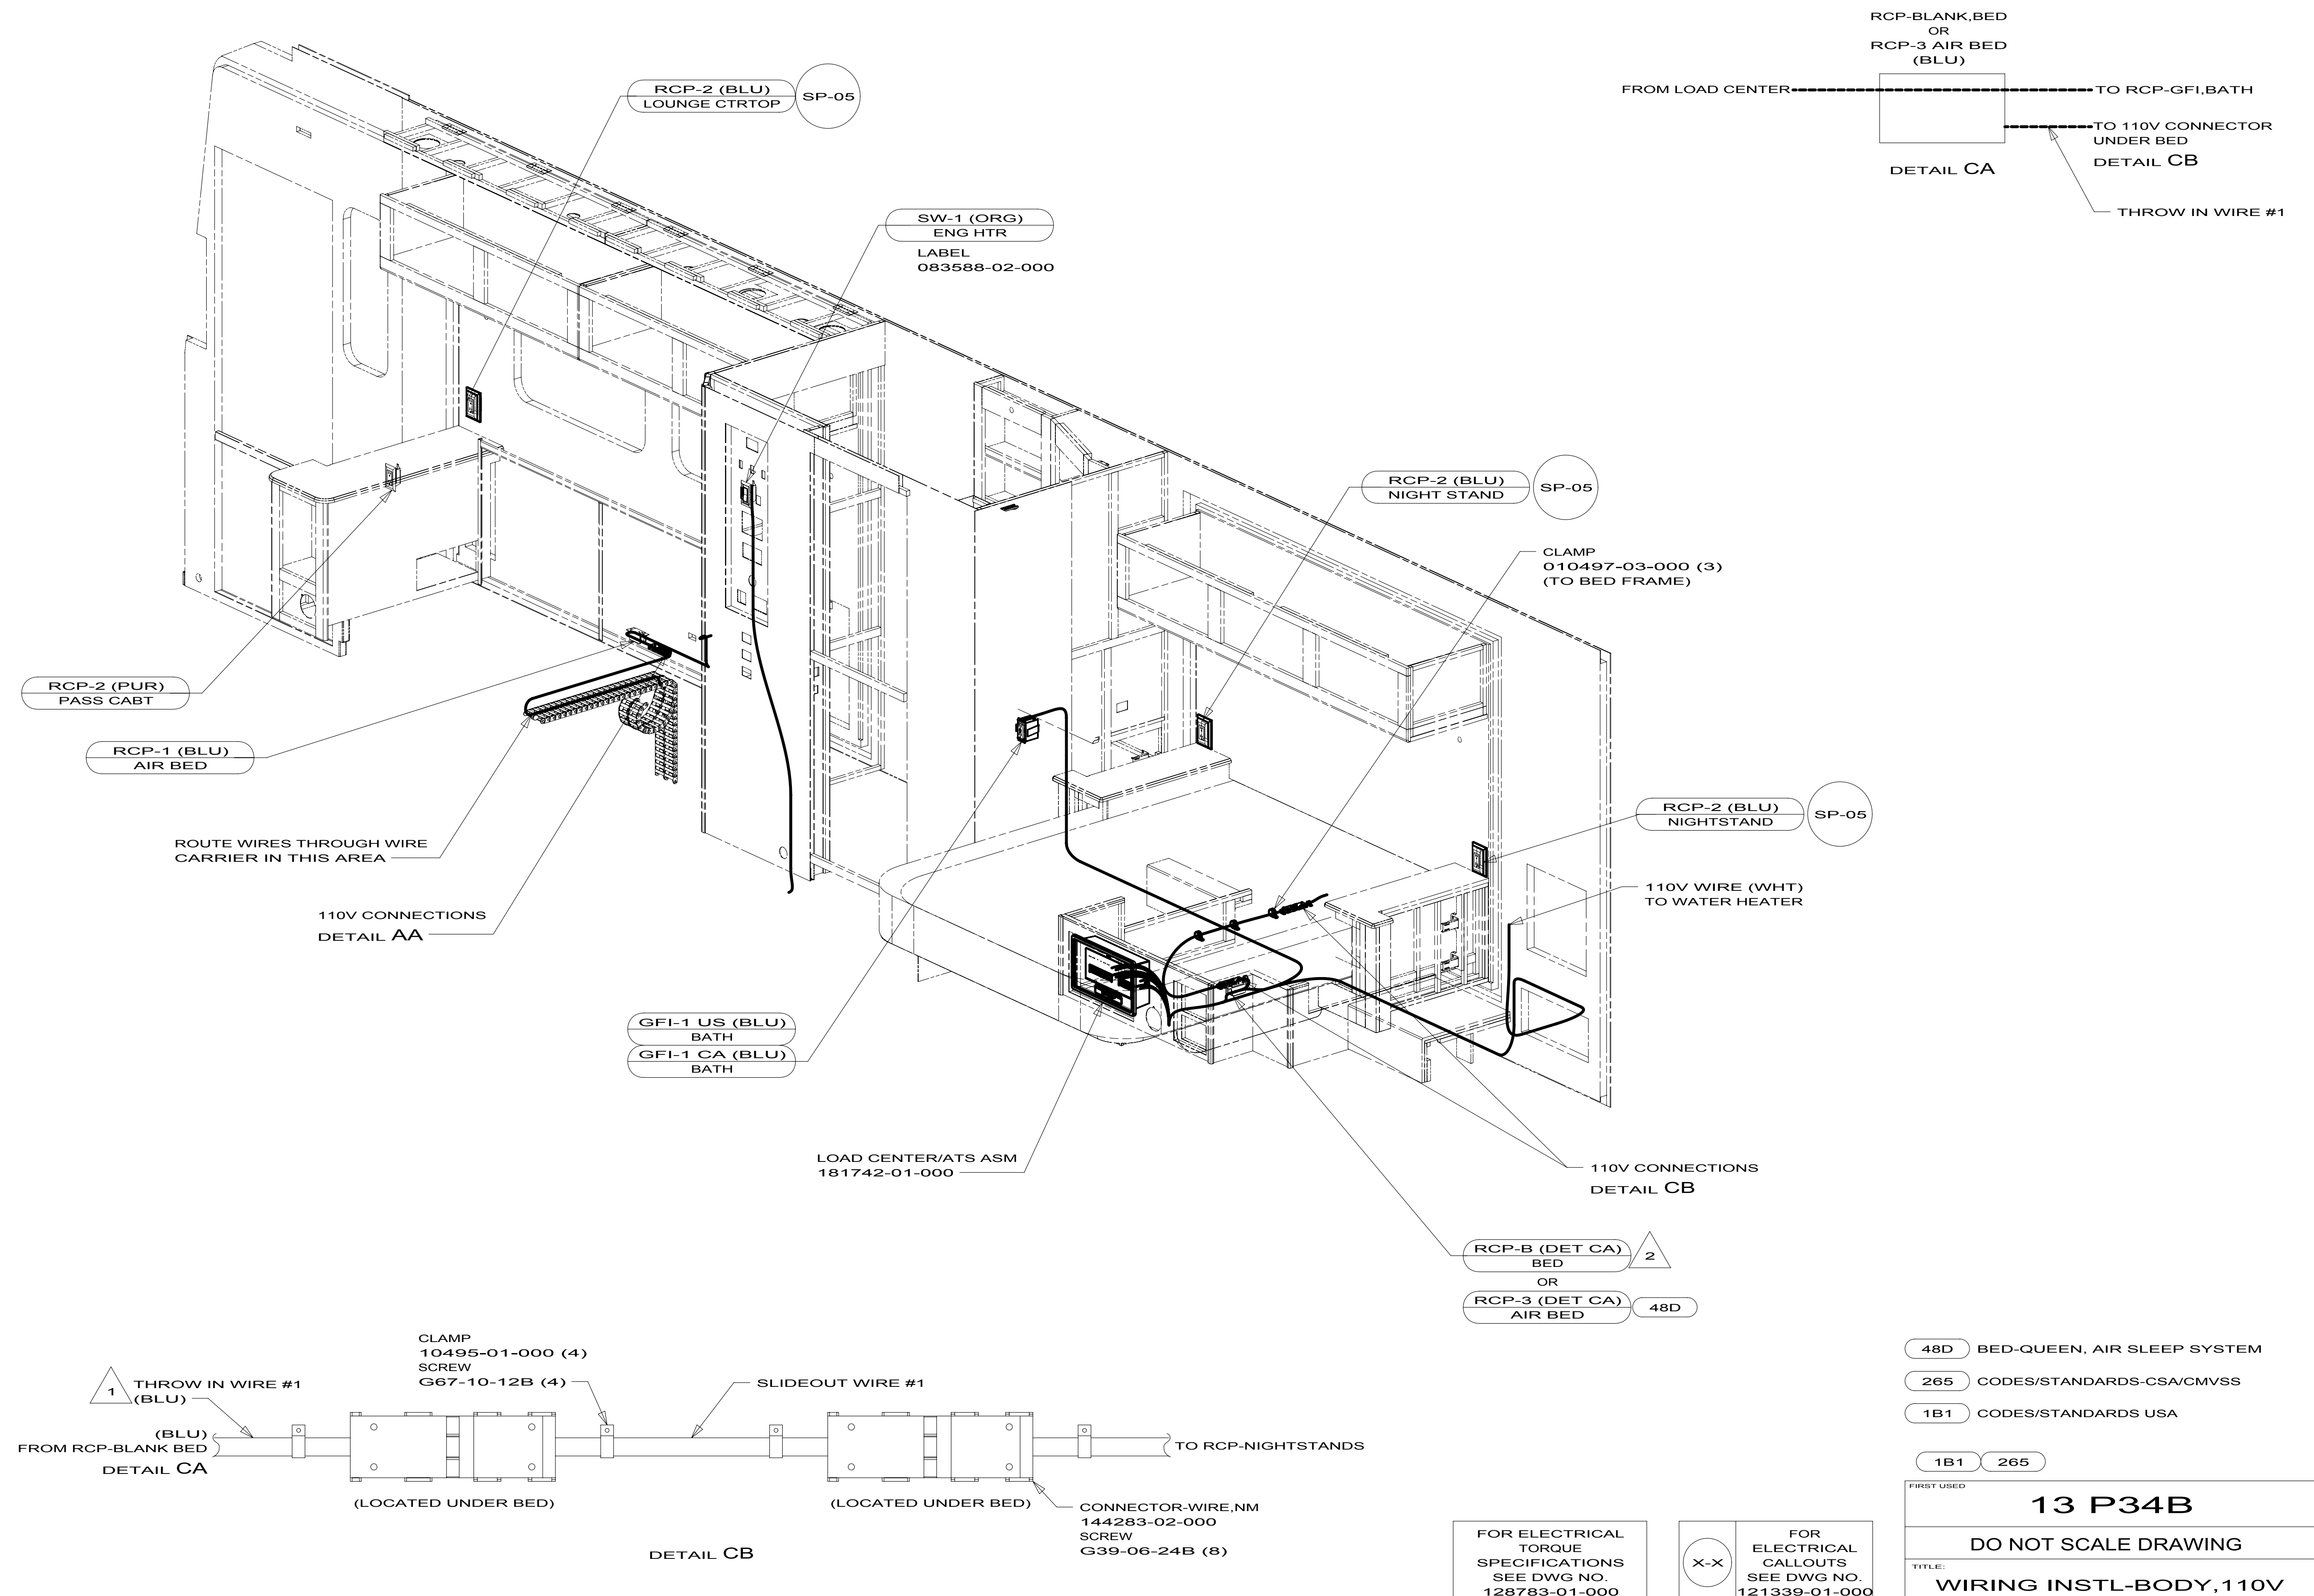 RCP-BLANK,BED
OR
RCP-3 AIR BED
(BLU)
FROM LOAD CENTER
TO RCP-GFI,BATH
TO 110V CONNECTOR
UNDER BED
DETAIL CB
DETAIL CA
THROW IN WIRE #1
RCP-2 (BLU)
LOUNGE CTRTOP
SP-05
SW-1 (ORG)
ENG HTR
LABEL
083588-02-000
RCP-2 (BLU)
NIGHT STAND
SP-05
CLAMP
010497-03-000 (3)
(TO BED FRAME)
RCP-2 (PUR)
PASS CABT
RCP-1 (BLU)
AIR BED
ROUTE WIRES THROUGH WIRE
CARRIER IN THIS AREA
110V CONNECTIONS
DETAIL AA
RCP-2 (BLU)
NIGHTSTAND
SP-05
110V WIRE (WHT)
TO WATER HEATER
GFI-1 US (BLU)
BATH
GFI-1 CA (BLU)
BATH
LOAD CENTER/ATS ASM
181742-01-000
110V CONNECTIONS
DETAIL CB
RCP-B (DET CA)
BED
2
OR
RCP-3 (DET CA)
AIR BED
48D
CLAMP
10495-01-000 (4)
SCREW
G67-10-12B (4)
1
THROW IN WIRE #1
(BLU)
SLIDEOUT WIRE #1
(BLU)
FROM RCP-BLANK BED
DETAIL CA
TO RCP-NIGHTSTANDS
(LOCATED UNDER BED)
(LOCATED UNDER BED)
CONNECTOR-WIRE,NM
144283-02-000
SCREW
G39-06-24B (8)
DETAIL CB
48D BED-QUEEN, AIR SLEEP SYSTEM
265 CODES/STANDARDS-CSA/CMVSS
1B1 CODES/STANDARDS USA
1B1 265
FIRST USED
13 P34B
DO NOT SCALE DRAWING
TITLE:
WIRING INSTL-BODY,110V
FOR ELECTRICAL
TORQUE
SPECIFICATIONS
SEE DWG NO.
128783-01-000
X-X
FOR
ELECTRICAL
CALLOUTS
SEE DWG NO.
121339-01-000